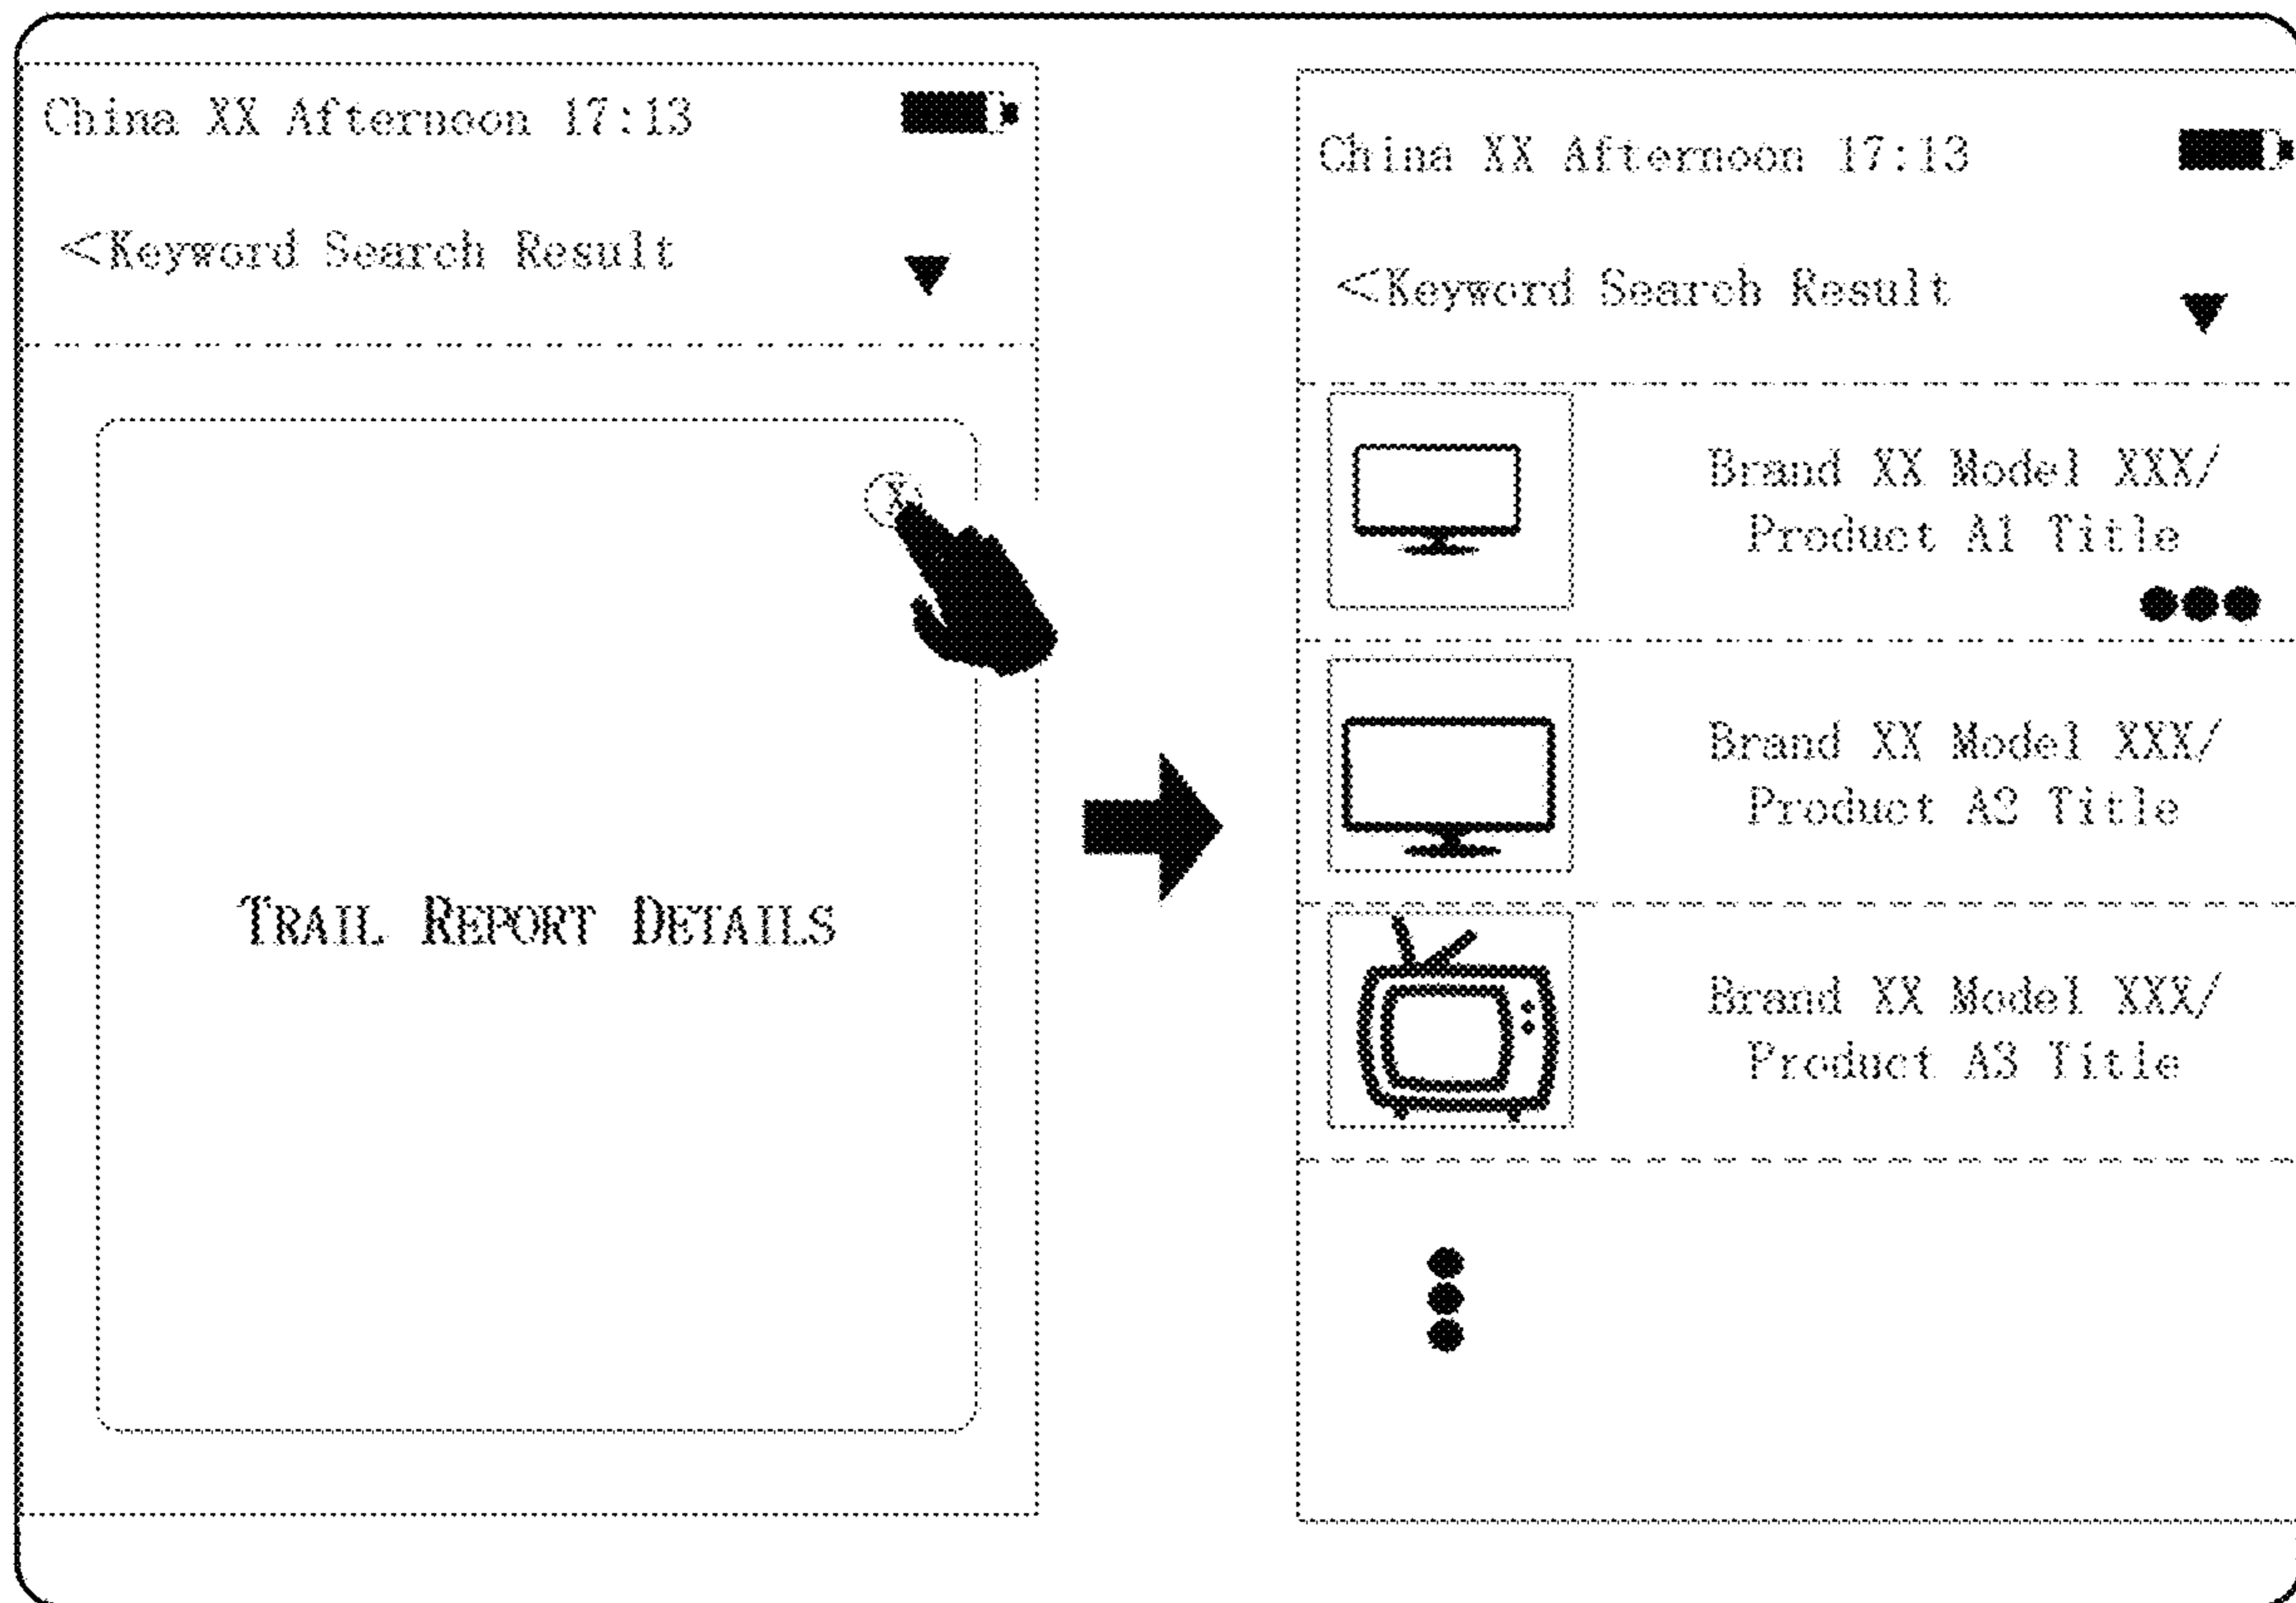 China XX Afternoon 17:13
<Keyword Search Result
X
TRAIL REPORT DETAILS
China XX Afternoon 17:13
<Keyword Search Result
Brand XX Model XXX/
Product A1 Title
Brand XX Model XXX/
Product A2 Title
Brand XX Model XXX/
Product A3 Title